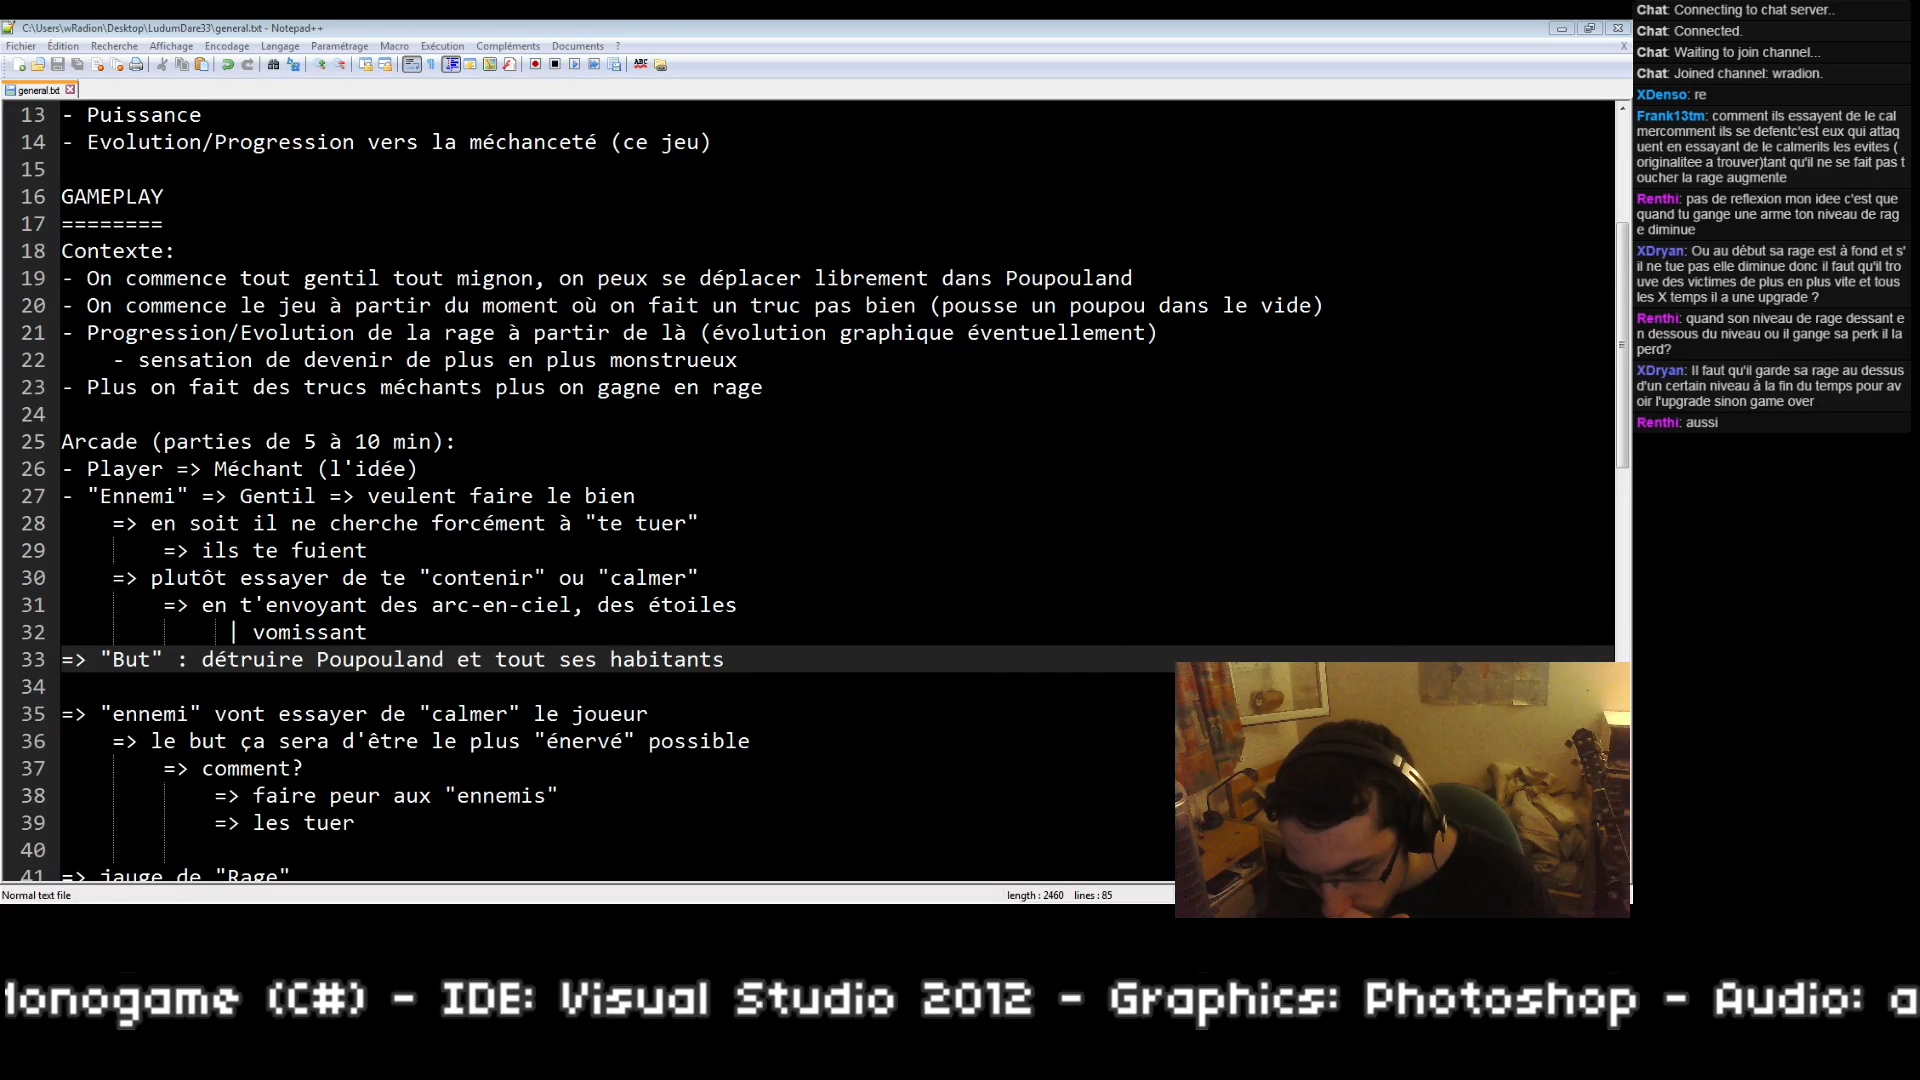 C:\Users\wRadion\Desktop\LudumDare33\general.txt - Notepad++
Fichier Édition Recherche Affichage Encodage Langage Paramétrage Macro Exécution Compléments Documents ? X
general.txt
13 - Puissance
14 - Evolution/Progression vers la méchanceté (ce jeu)
15
16 GAMEPLAY
17 ========
18 Contexte:
19 - On commence tout gentil tout mignon, on peux se déplacer librement dans Poupouland
20 - On commence le jeu à partir du moment où on fait un truc pas bien (pousse un poupou dans le vide)
21 - Progression/Evolution de la rage à partir de là (évolution graphique éventuellement)
22 - sensation de devenir de plus en plus monstrueux
23 - Plus on fait des trucs méchants plus on gagne en rage
24
25 Arcade (parties de 5 à 10 min):
26 - Player => Méchant (l'idée)
27 - "Ennemi" => Gentil => veulent faire le bien
28 => en soit il ne cherche forcément à "te tuer"
29 => ils te fuient
30 => plutôt essayer de te "contenir" ou "calmer"
31 => en t'envoyant des arc-en-ciel, des étoiles
32 | vomissant
33 => "But" : détruire Poupouland et tout ses habitants
34
35 => "ennemi" vont essayer de "calmer" le joueur
36 => le but ça sera d'être le plus "énervé" possible
37 => comment?
38 => faire peur aux "ennemis"
39 => les tuer
40
41 => jauge de "Rage"
Normal text file length : 2460 lines : 85
Chat: Connecting to chat server..
Chat: Connected.
Chat: Waiting to join channel...
Chat: Joined channel: wradion.
XDenso: re
Frank13tm: comment ils essayent de le cal
mercomment ils se defentc'est eux qui attaq
uent en essayant de le calmerils les evites (
originalitee a trouver)tant qu'il ne se fait pas t
oucher la rage augmente
Renthi: pas de reflexion mon idee c'est que
quand tu gange une arme ton niveau de rag
e diminue
XDryan: Ou au début sa rage est à fond et s'
il ne tue pas elle diminue donc il faut qu'il tro
uve des victimes de plus en plus vite et tous
les X temps il a une upgrade ?
Renthi: quand son niveau de rage dessant e
n dessous du niveau ou il gange sa perk il la
perd?
XDryan: Il faut qu'il garde sa rage au dessus
d'un certain niveau à la fin du temps pour av
oir l'upgrade sinon game over
Renthi: aussi
onogame (C#) - IDE: Visual Studio 2012 - Graphics: Photoshop - Audio: a